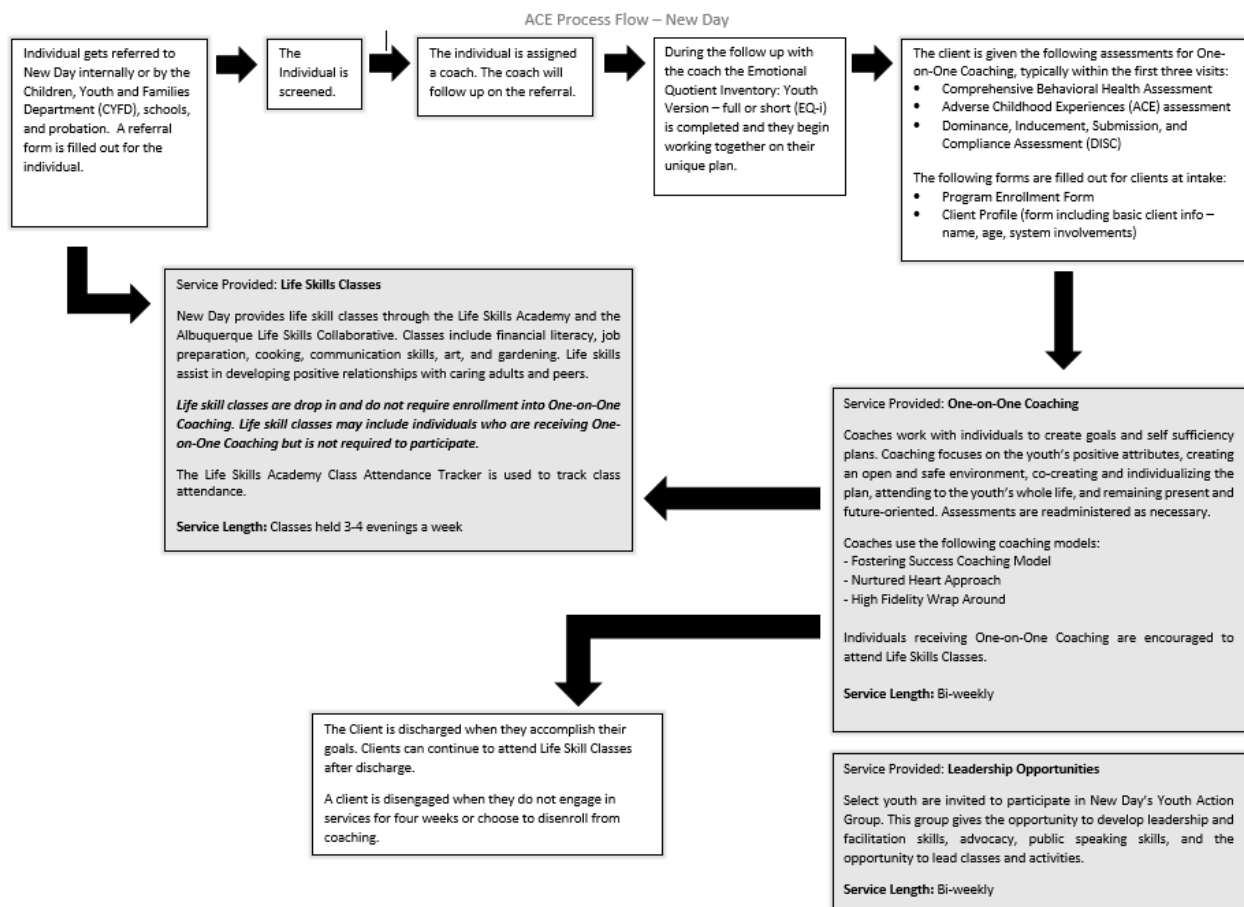 ACE Process Flow – New Day
Individual gets referred to
New Day internally or by the
Children, Youth and Families
Department (CYFD), schools,
and probation. A referral
form is filled out for the
individual.
The
Individual is
screened.
The individual is assigned
a coach. The coach will
follow up on the referral.
During the follow up with
the coach the Emotional
Quotient Inventory: Youth
Version – full or short (EQ-i)
is completed and they begin
working together on their
unique plan.
The client is given the following assessments for One-
on-One Coaching, typically within the first three visits:
• Comprehensive Behavioral Health Assessment
• Adverse Childhood Experiences (ACE) assessment
• Dominance, Inducement, Submission, and
Compliance Assessment (DISC)
The following forms are filled out for clients at intake:
• Program Enrollment Form
• Client Profile (form including basic client info –
name, age, system involvements)
Service Provided: Life Skills Classes
New Day provides life skill classes through the Life Skills Academy and the
Albuquerque Life Skills Collaborative. Classes include financial literacy, job
preparation, cooking, communication skills, art, and gardening. Life skills
assist in developing positive relationships with caring adults and peers.
Life skill classes are drop in and do not require enrollment into One-on-One
Coaching. Life skill classes may include individuals who are receiving One-
on-One Coaching but is not required to participate.
The Life Skills Academy Class Attendance Tracker is used to track class
attendance.
Service Length: Classes held 3-4 evenings a week
Service Provided: One-on-One Coaching
Coaches work with individuals to create goals and self sufficiency
plans. Coaching focuses on the youth's positive attributes, creating
an open and safe environment, co-creating and individualizing the
plan, attending to the youth's whole life, and remaining present and
future-oriented. Assessments are readministered as necessary.
Coaches use the following coaching models:
- Fostering Success Coaching Model
- Nurtured Heart Approach
- High Fidelity Wrap Around
Individuals receiving One-on-One Coaching are encouraged to
attend Life Skills Classes.
Service Length: Bi-weekly
The Client is discharged when they accomplish their
goals. Clients can continue to attend Life Skill Classes
after discharge.
A client is disengaged when they do not engage in
services for four weeks or choose to disenroll from
coaching.
Service Provided: Leadership Opportunities
Select youth are invited to participate in New Day's Youth Action
Group. This group gives the opportunity to develop leadership and
facilitation skills, advocacy, public speaking skills, and the
opportunity to lead classes and activities.
Service Length: Bi-weekly